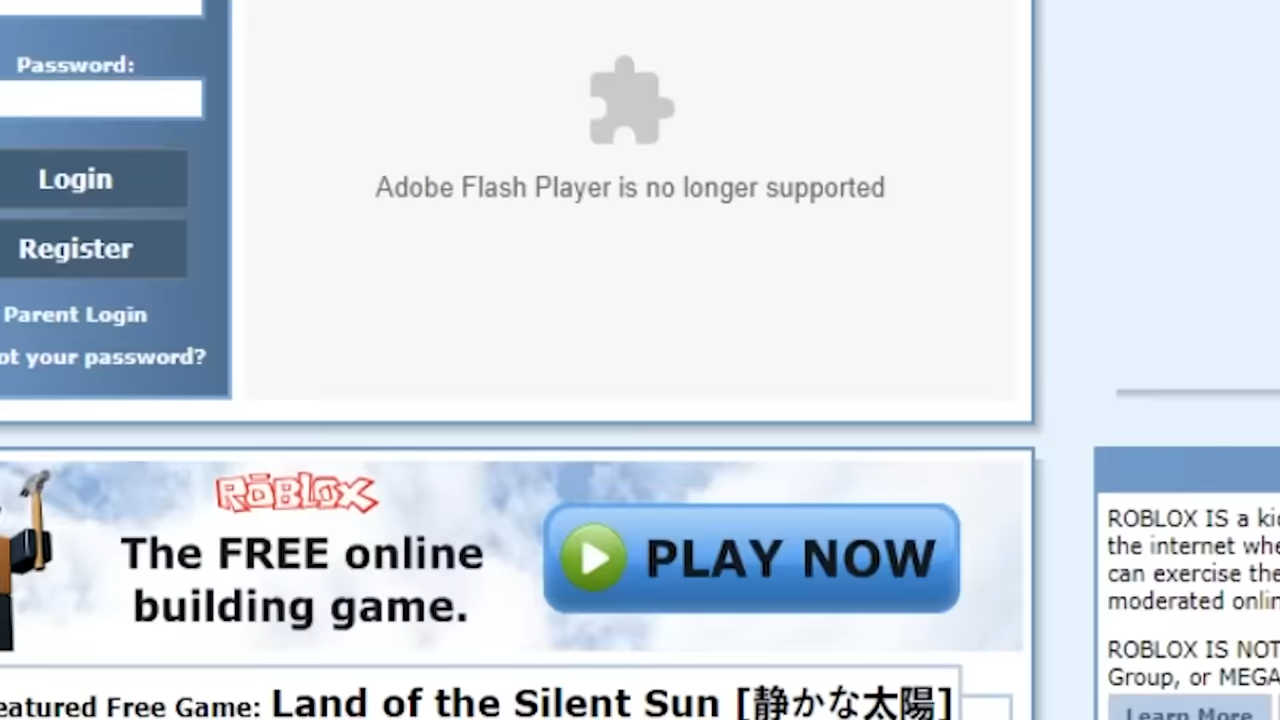 Password:
Login
Register
Parent Login
ot your password?
Adobe Flash Player is no longer supported
ROBLOX
The FREE online
building game.
PLAY NOW
eatured Free Game: Land of the Silent Sun [静かな太陽]
ROBLOX IS a ki
the internet whe
can exercise the
moderated onlin
ROBLOX IS NOT
Group, or MEGA
Learn More